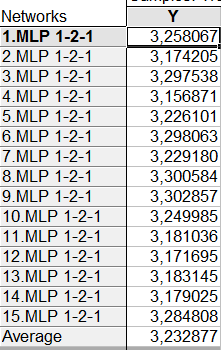 Networks Y
1.MLP 1-2-1 3,258067
2.MLP 1-2-1 3,174205
3.MLP 1-2-1 3,297538
4.MLP 1-2-1 3,156871
5.MLP 1-2-1 3,226101
6.MLP 1-2-1 3,298063
7.MLP 1-2-1 3,229180
8.MLP 1-2-1 3,300584
9.MLP 1-2-1 3,302857
10.MLP 1-2-1 3,249985
11.MLP 1-2-1 3,181036
12.MLP 1-2-1 3,171695
13.MLP 1-2-1 3,183145
14.MLP 1-2-1 3,179025
15.MLP 1-2-1 3,284808
Average 3,232877